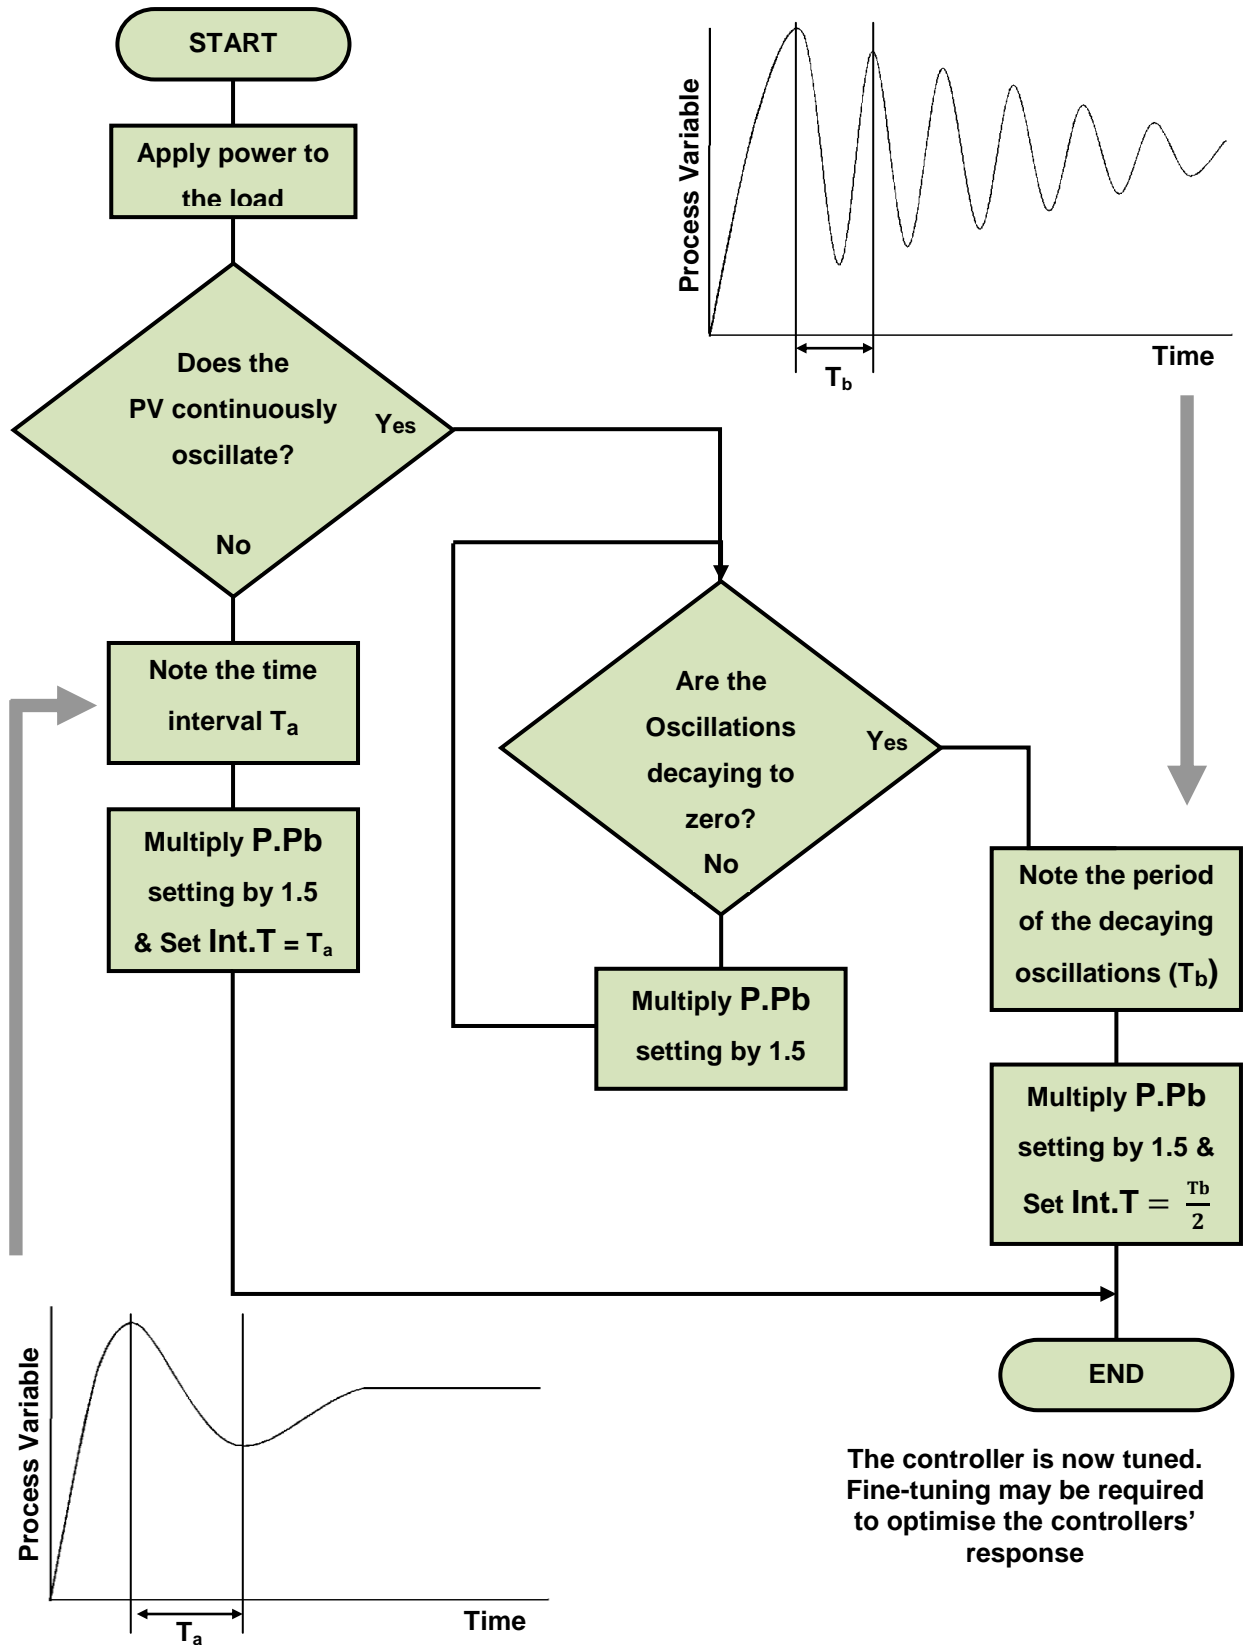 START
Apply power to
the load
Does the
PV continuously
oscillate?
Yes
No
Note the time
interval Ta
Multiply P.Pb
setting by 1.5
& Set Int.T = Ta
Process Variable
Time
Tb
Are the
Oscillations
decaying to
zero?
Yes
No
Multiply P.Pb
setting by 1.5
Note the period
of the decaying
oscillations (Tb)
Multiply P.Pb
setting by 1.5 &
Set Int.T = Tb/2
END
The controller is now tuned.
Fine-tuning may be required
to optimise the controllers’
response
Process Variable
Time
Ta